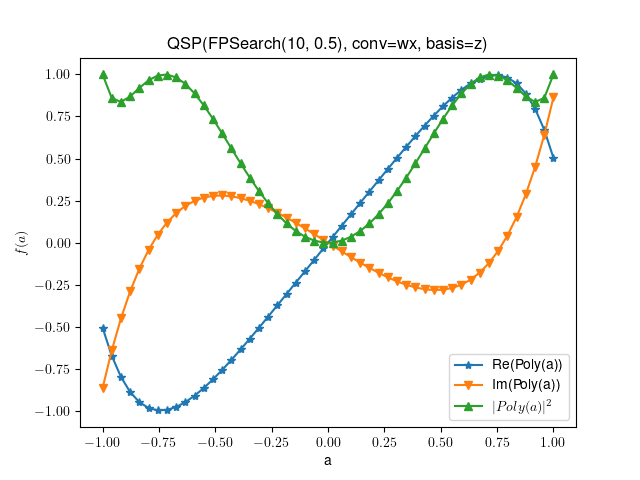 QSP(FPSearch(10, 0.5), conv=wx, basis=z)
1.00
0.75
0.50
0.25
0.00
−0.25
−0.50
−0.75
−1.00
f(a)
Re(Poly(a))
Im(Poly(a))
|Poly(a)|²
−1.00 −0.75 −0.50 −0.25 0.00 0.25 0.50 0.75 1.00
a